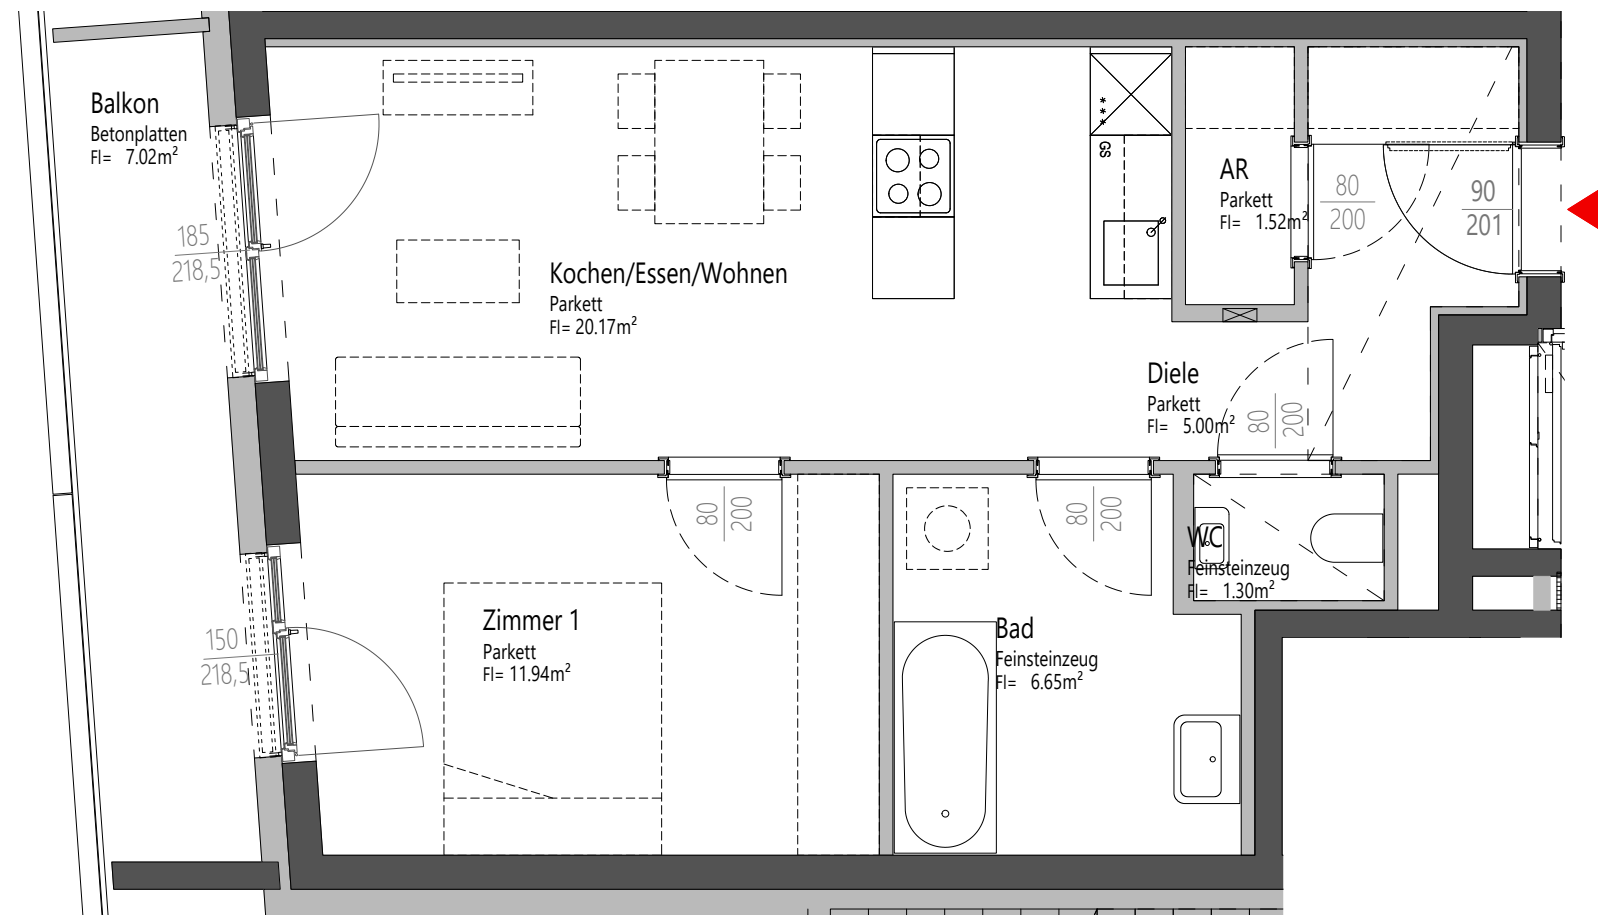 Balkon
Betonplatten
Fl= 7.02m²
185
218,5
Kochen/Essen/Wohnen
Parkett
Fl= 20.17m²
***
GS
AR
Parkett
Fl= 1.52m²
80
200
90
201
Diele
Parkett
Fl= 5.00m²
80
200
80
200
80
200
WC
Feinsteinzeug
Fl= 1.30m²
150
218,5
Zimmer 1
Parkett
Fl= 11.94m²
Bad
Feinsteinzeug
Fl= 6.65m²